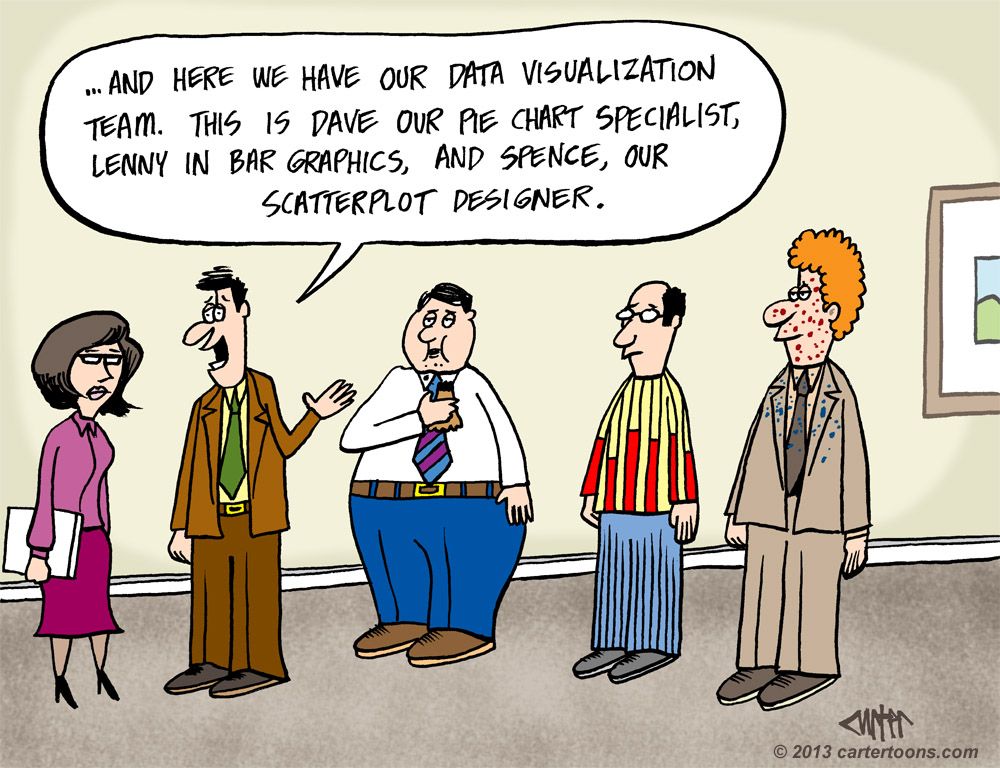 ...AND HERE WE HAVE OUR DATA VISUALIZATION
TEAM. THIS IS DAVE OUR PIE CHART SPECIALIST,
LENNY IN BAR GRAPHICS, AND SPENCE, OUR
SCATTERPLOT DESIGNER.
© 2013 cartertoons.com